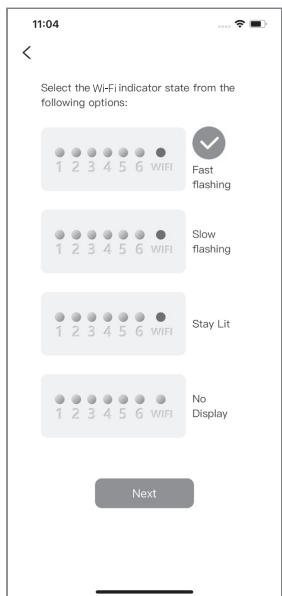 11:04
Select the Wi-Fi indicator state from the
following options:
1 2 3 4 5 6 WIFI
Fast
flashing
1 2 3 4 5 6 WIFI
Slow
flashing
1 2 3 4 5 6 WIFI
Stay Lit
1 2 3 4 5 6 WIFI
No
Display
Next